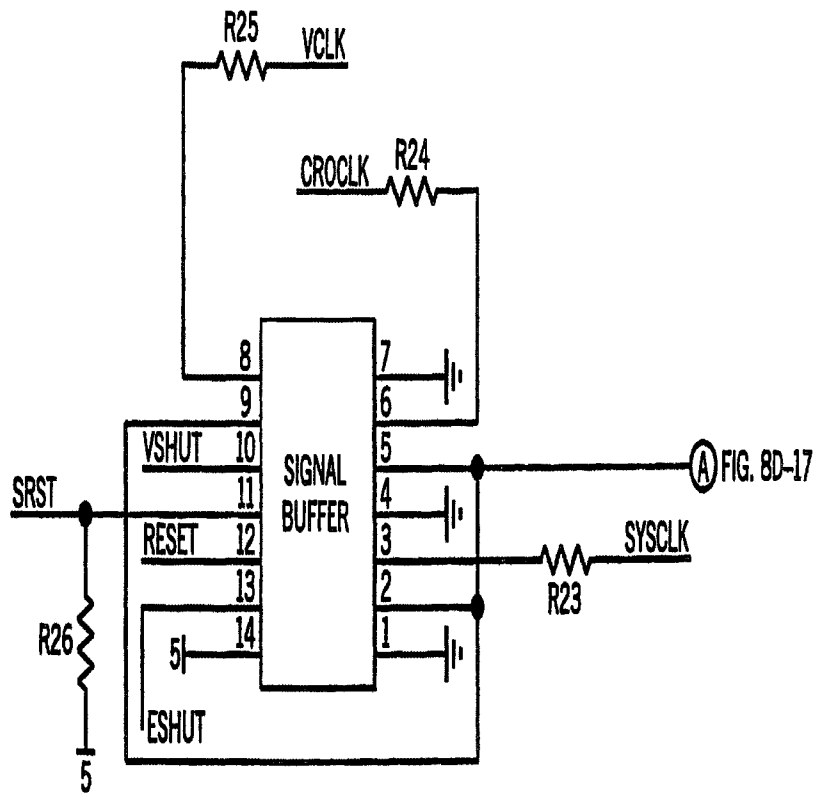 R25
VCLK
CROCLK
R24
8
7
9
6
VSHUT
10
5
SIGNAL
BUFFER
A
FIG. 8D-17
SRST
11
4
RESET
12
3
SYSCLK
R23
13
2
R26
5
14
1
ESHUT
5